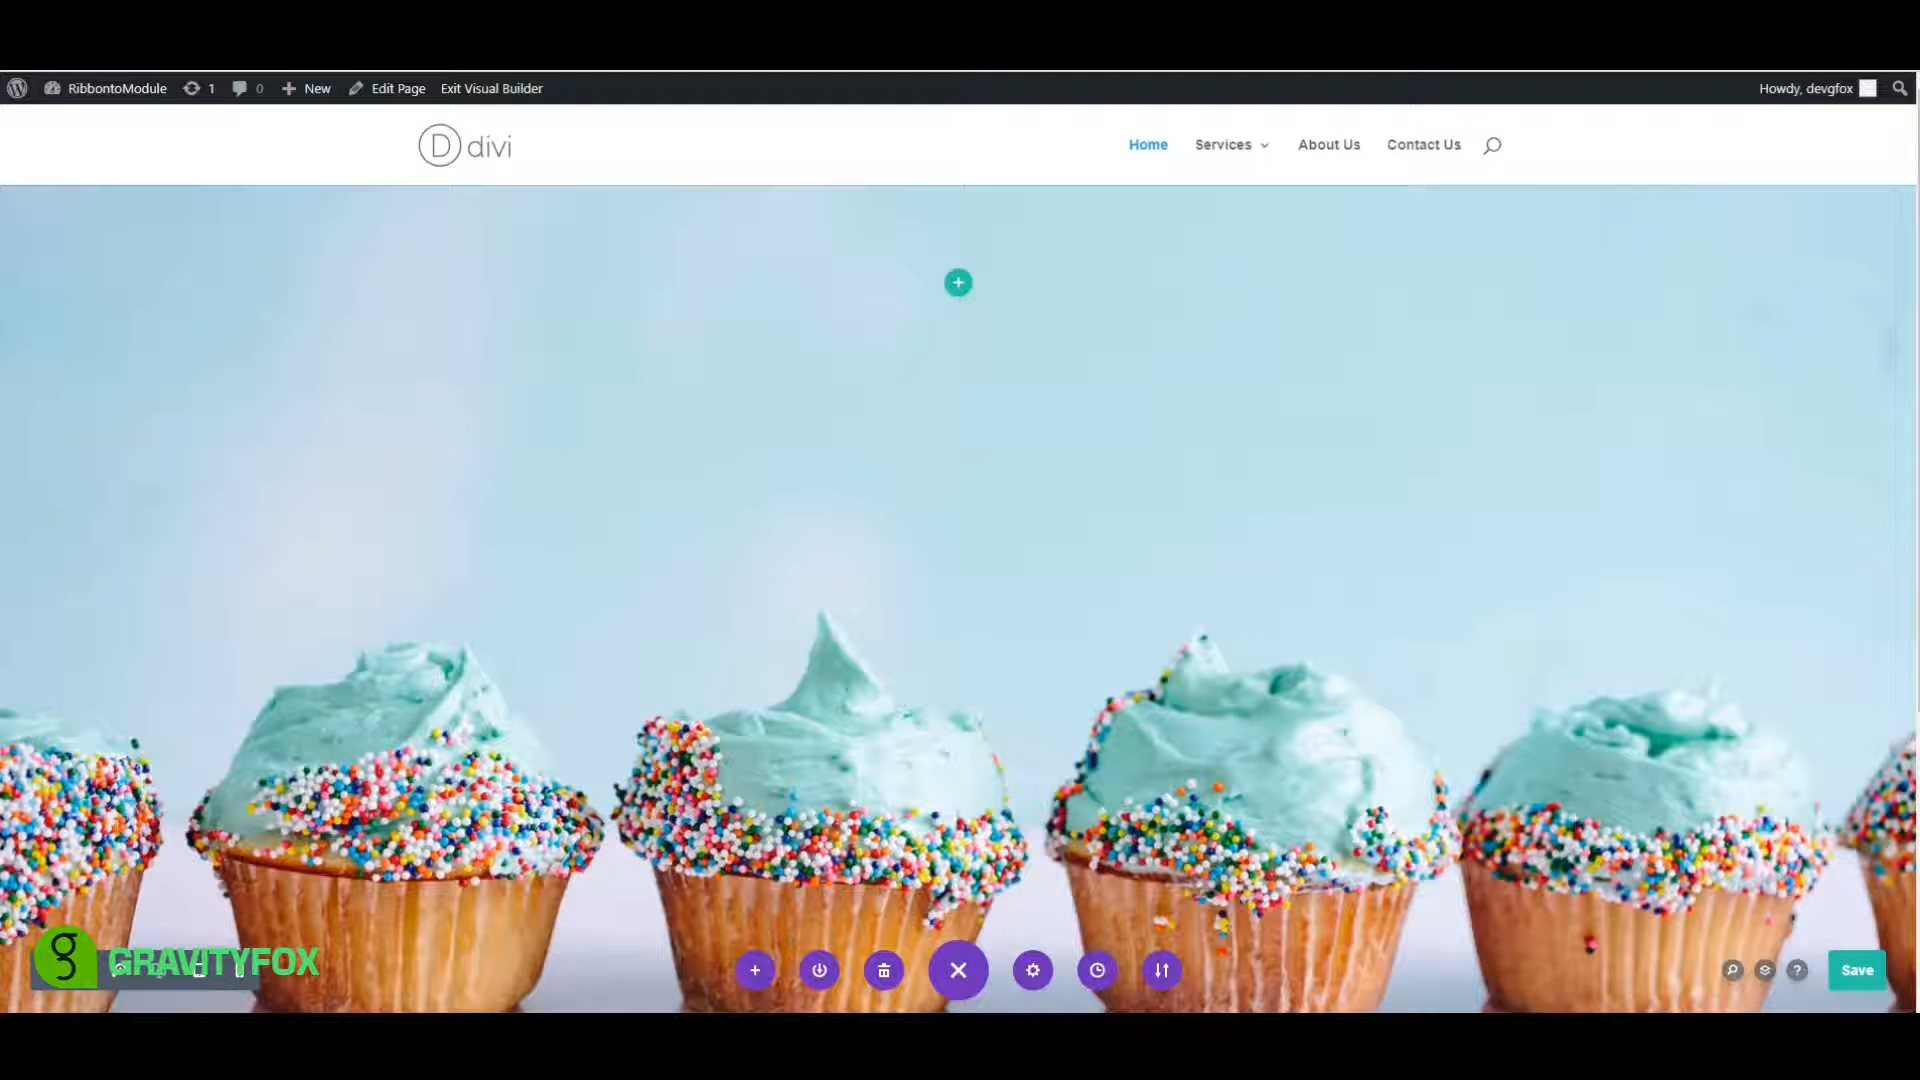 RibbontoModule 1 0 New Edit Page Exit Visual Builder Howdy, devgfox
D divi Home Services About Us Contact Us
g GRAVITYFOX
? Save